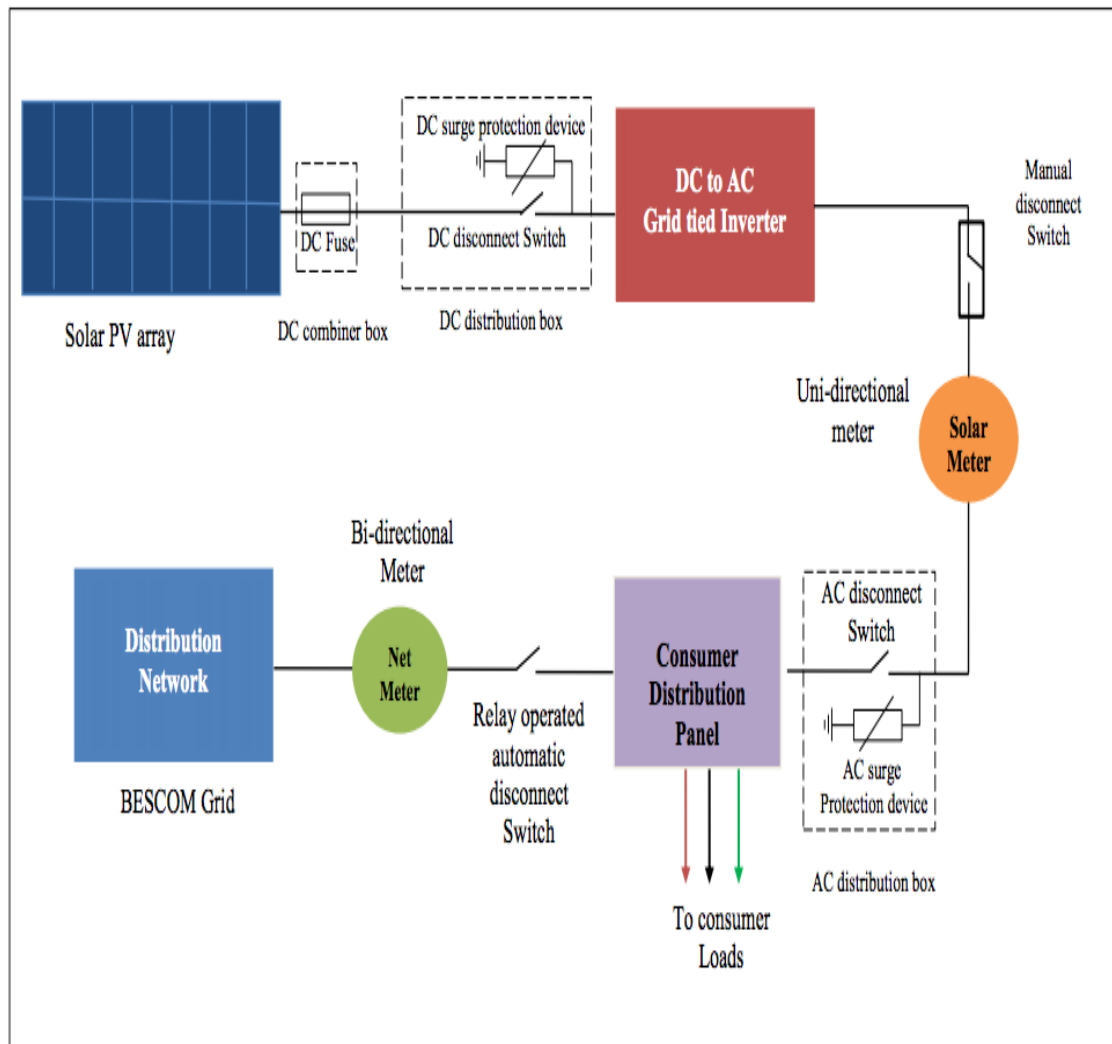 DC surge protection device
DC to AC
Grid tied Inverter
Manual
disconnect
Switch
DC Fuse
DC disconnect Switch
Solar PV array
DC combiner box
DC distribution box
Uni-directional
meter
Solar
Meter
Bi-directional
Meter
Distribution
Network
Net
Meter
Consumer
Distribution
Panel
AC disconnect
Switch
Relay operated
automatic
disconnect
Switch
AC surge
Protection device
BESCOM Grid
AC distribution box
To consumer
Loads